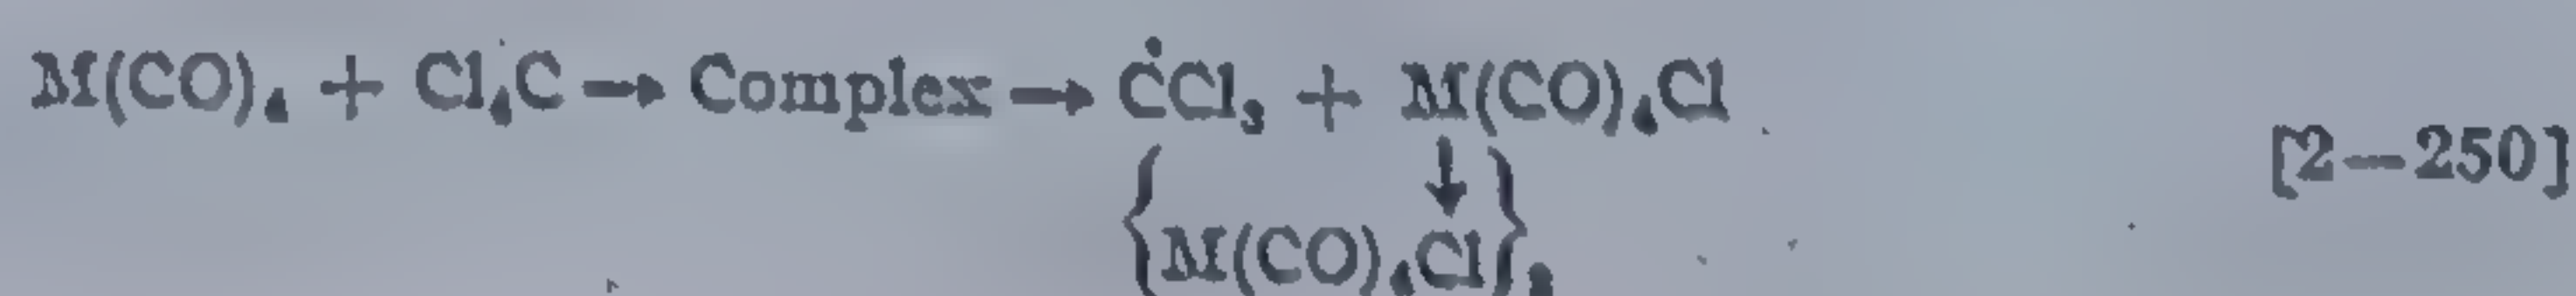 M(CO)₄ + Cl₄C → Complex → ĊCl₃ + M(CO)₄Cl
↓
[2—250]
{M(CO)₄Cl}₂